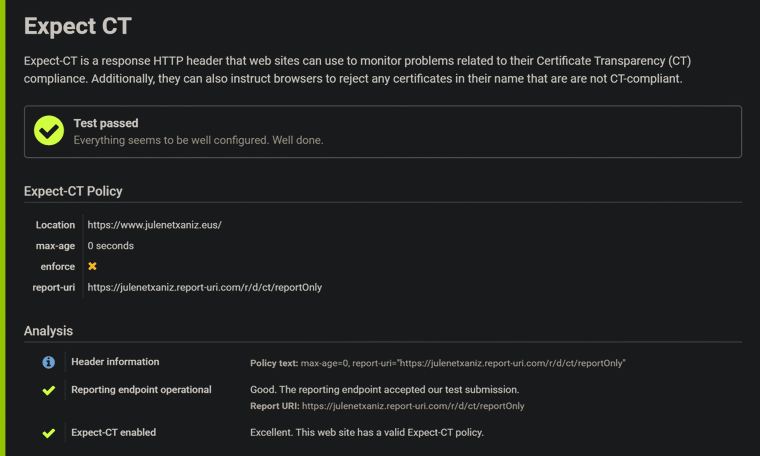 Expect CT
Expect-CT is a response HTTP header that web sites can use to monitor problems related to their Certificate Transparency (CT)
compliance. Additionally, they can also instruct browsers to reject any certificates in their name that are are not CT-compliant.
Test passed
Everything seems to be well configured. Well done.
Expect-CT Policy
Location https://www.julenetxaniz.eus/
max-age 0 seconds
enforce
report-uri https://julenetxaniz.report-uri.com/r/d/ct/reportOnly
Analysis
Header information Policy text: max-age=0, report-uri="https://julenetxaniz.report-uri.com/r/d/ct/reportOnly"
Reporting endpoint operational Good. The reporting endpoint accepted our test submission.
Report URI: https://julenetxaniz.report-uri.com/r/d/ct/reportOnly
Expect-CT enabled Excellent. This web site has a valid Expect-CT policy.